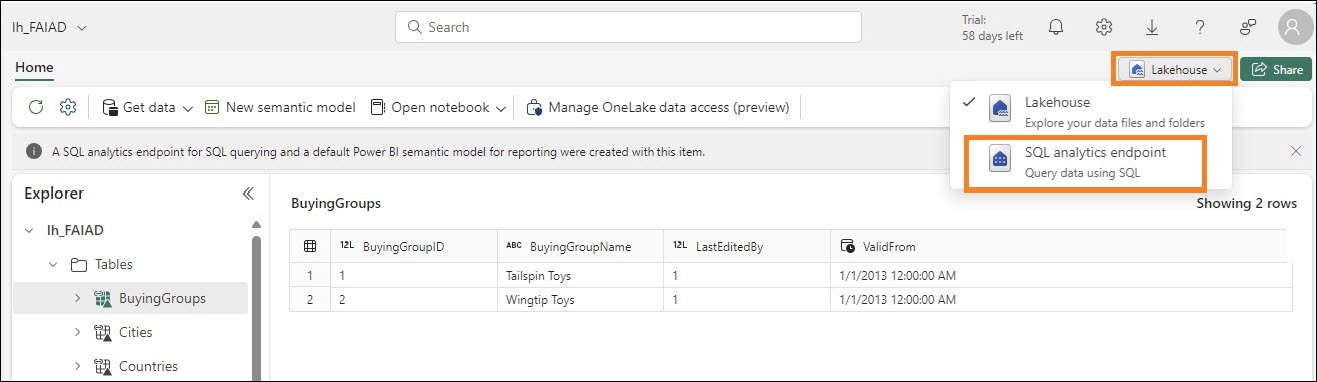 lh_FAIAD
Search
Trial:
58 days left
Home
Lakehouse
Share
Get data
New semantic model
Open notebook
Manage OneLake data access (preview)
Lakehouse
Explore your data files and folders
SQL analytics endpoint
Query data using SQL
A SQL analytics endpoint for SQL querying and a default Power BI semantic model for reporting were created with this item.
Explorer
lh_FAIAD
Tables
BuyingGroups
Cities
Countries
BuyingGroups
Showing 2 rows
12L BuyingGroupID ABC BuyingGroupName 12L LastEditedBy ValidFrom
1 1 Tailspin Toys 1 1/1/2013 12:00:00 AM
2 2 Wingtip Toys 1 1/1/2013 12:00:00 AM